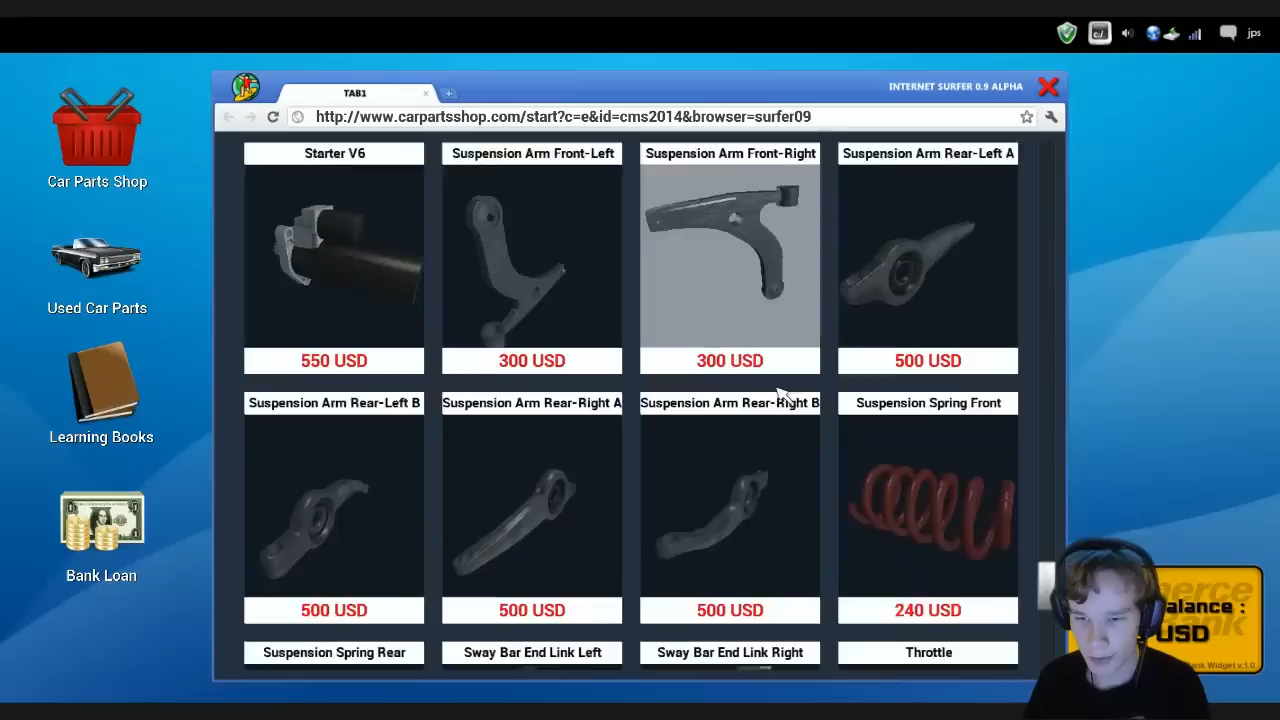 jps
TAB1
INTERNET SURFER 0.9 ALPHA
http://www.carpartsshop.com/start?c=e&id=cms2014&browser=surfer09
Car Parts Shop
Used Car Parts
Learning Books
Bank Loan
Starter V6
Suspension Arm Front-Left
Suspension Arm Front-Right
Suspension Arm Rear-Left A
550 USD
300 USD
300 USD
500 USD
Suspension Arm Rear-Left B
Suspension Arm Rear-Right A
Suspension Arm Rear-Right B
Suspension Spring Front
500 USD
500 USD
500 USD
240 USD
Suspension Spring Rear
Sway Bar End Link Left
Sway Bar End Link Right
Throttle
alance :
USD
Widget v.1.0